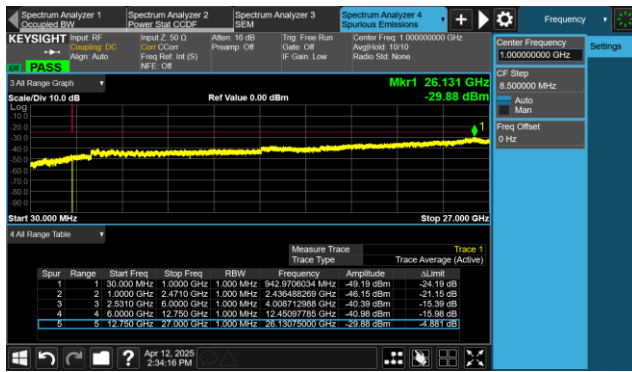 Spectrum Analyzer 1
Occupied BW
Spectrum Analyzer 2
Power Stat CCDF
Spectrum Analyzer 3
SEM
Spectrum Analyzer 4
Spurious Emissions
Frequency
KEYSIGHT
Input: RF
Coupling: DC
Align: Auto
Input Z: 50 Ω
Corr CCorr
Freq Ref: Int (S)
NFE: Off
Atten: 16 dB
Preamp: Off
Trig: Free Run
Gate: Off
IF Gain: Low
Center Freq: 1.000000000 GHz
Avg|Hold: 10/10
Radio Std: None
PASS
Center Frequency
1.000000000 GHz
Settings
CF Step
8.500000 MHz
Auto
Man
Freq Offset
0 Hz
3 All Range Graph
Mkr1 26.131 GHz
Scale/Div 10.0 dB
Ref Value 0.00 dBm
-29.88 dBm
Log
-10.0
-20.0
-30.0
-40.0
-50.0
-60.0
-70.0
-80.0
-90.0
1
Start 30.000 MHz
Stop 27.000 GHz
4 All Range Table
Measure Trace Trace 1
Trace Type Trace Average (Active)
Spur Range Start Freq Stop Freq RBW Frequency Amplitude ΔLimit
1 1 30.000 MHz 1.0000 GHz 1.000 MHz 942.9706034 MHz -49.19 dBm -24.19 dB
2 2 1.0000 GHz 2.4710 GHz 1.000 MHz 2.436488269 GHz -46.15 dBm -21.15 dB
3 3 2.5310 GHz 6.0000 GHz 1.000 MHz 4.008712988 GHz -40.39 dBm -15.39 dB
4 4 6.0000 GHz 12.750 GHz 1.000 MHz 12.45097785 GHz -40.98 dBm -15.98 dB
5 5 12.750 GHz 27.000 GHz 1.000 MHz 26.13075000 GHz -29.88 dBm -4.881 dB
Apr 12, 2025
2:34:16 PM